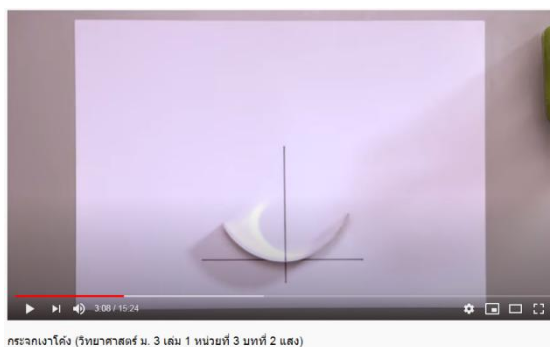 3:08 / 15:24
กระจกเงาโค้ง (วิทยาศาสตร์ ม. 3 เล่ม 1 หน่วยที่ 3 บทที่ 2 แสง)